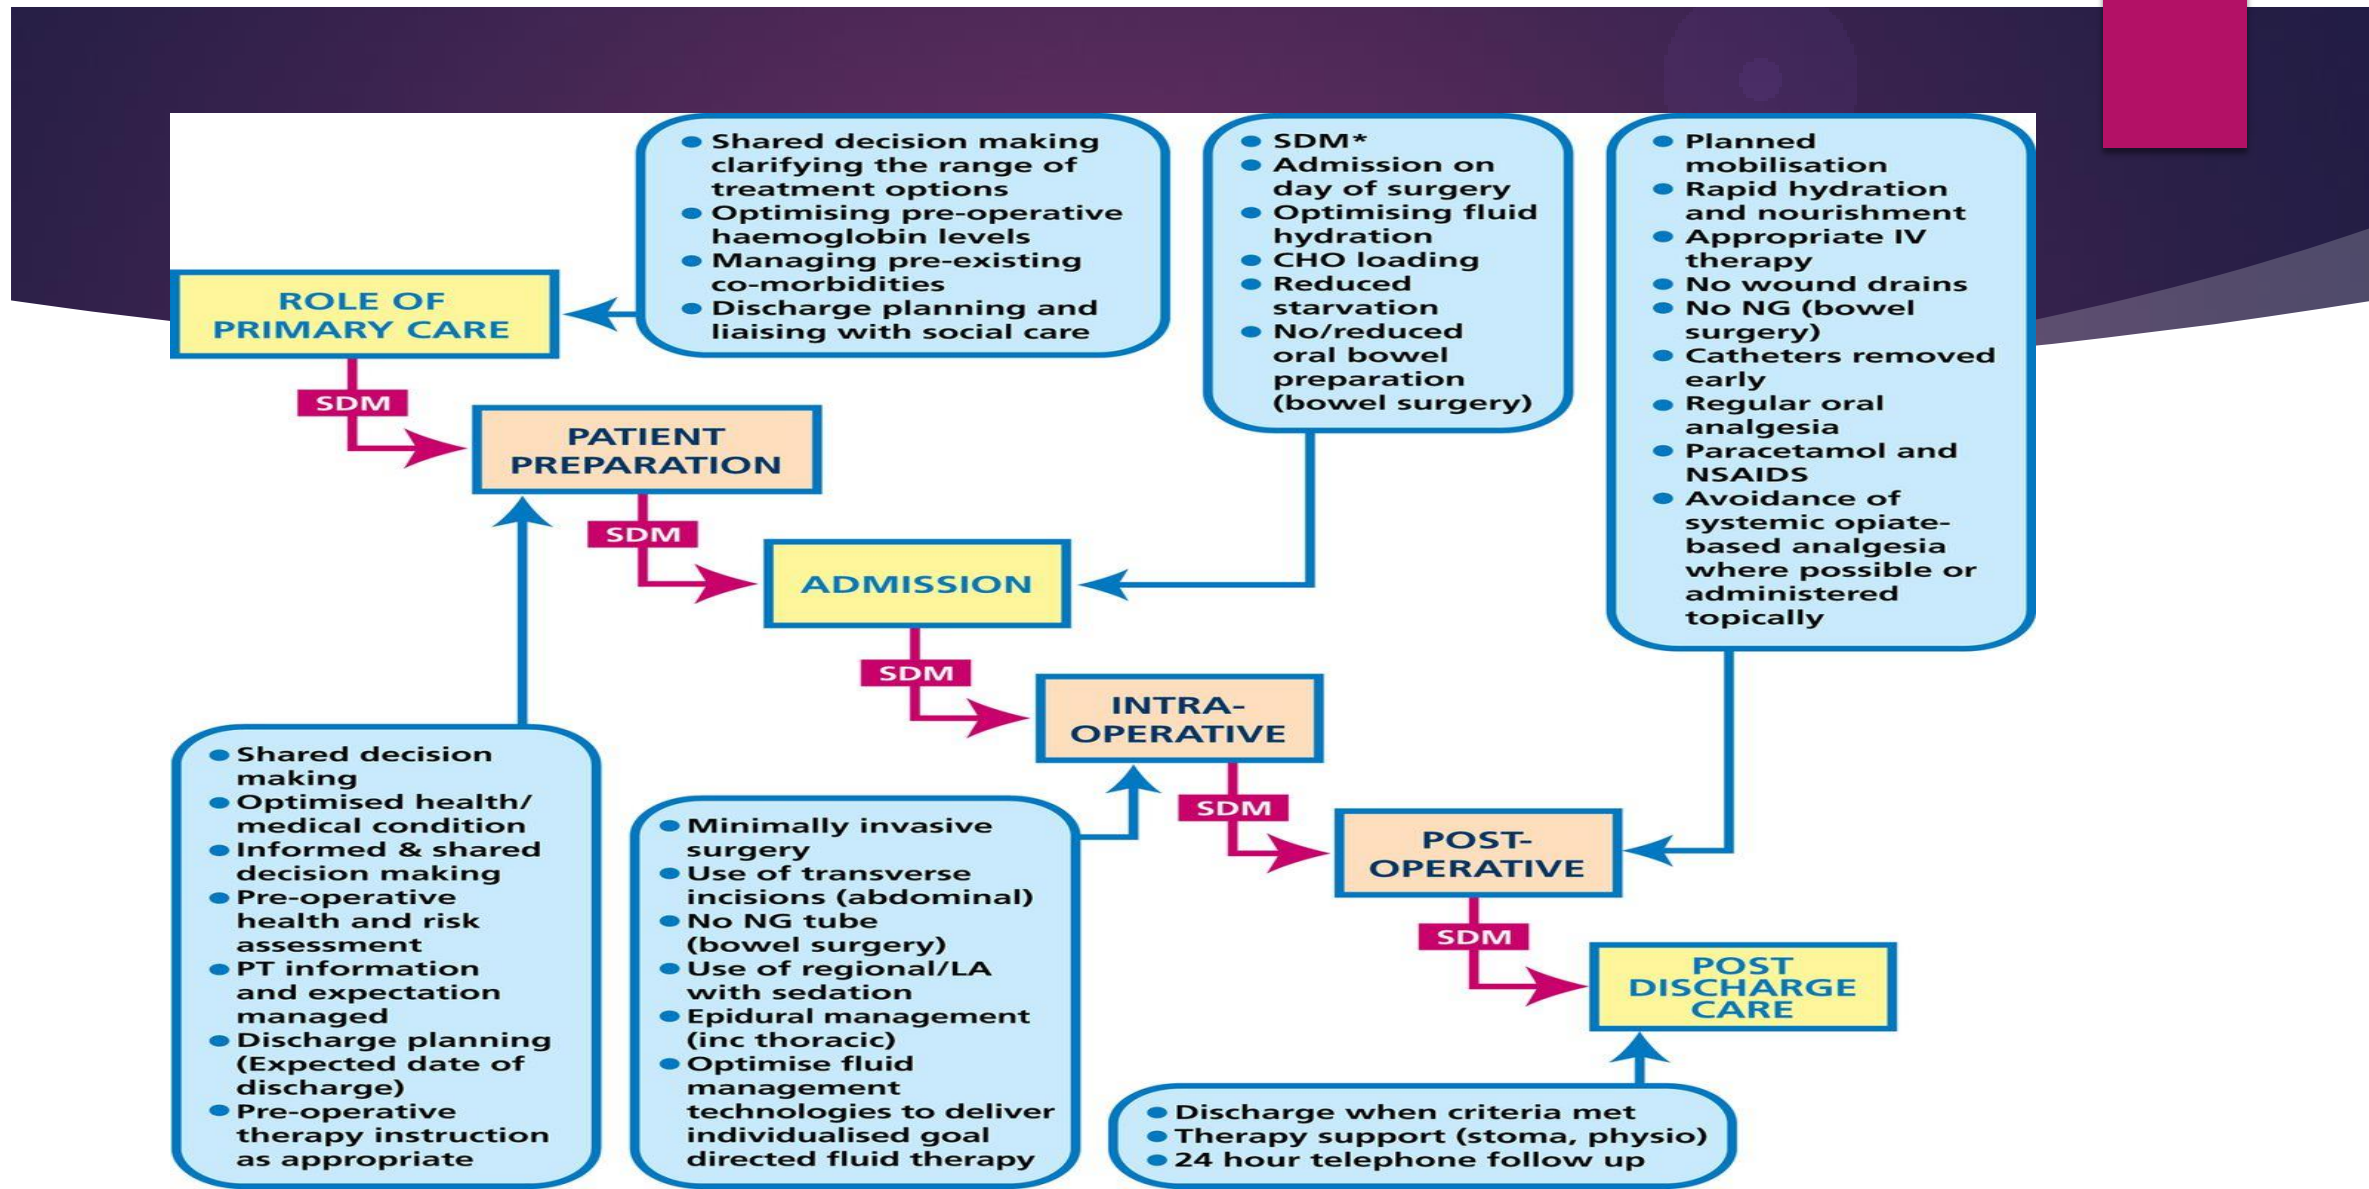 ● Shared decision making
clarifying the range of
treatment options
● Optimising pre-operative
haemoglobin levels
● Managing pre-existing
co-morbidities
● Discharge planning and
liaising with social care
● SDM*
● Admission on
day of surgery
● Optimising fluid
hydration
● CHO loading
● Reduced
starvation
● No/reduced
oral bowel
preparation
(bowel surgery)
● Planned
mobilisation
● Rapid hydration
and nourishment
● Appropriate IV
therapy
● No wound drains
● No NG (bowel
surgery)
● Catheters removed
early
● Regular oral
analgesia
● Paracetamol and
NSAIDS
● Avoidance of
systemic opiate-
based analgesia
where possible or
administered
topically
ROLE OF
PRIMARY CARE
SDM
PATIENT
PREPARATION
SDM
ADMISSION
SDM
INTRA-
OPERATIVE
SDM
POST-
OPERATIVE
SDM
POST
DISCHARGE
CARE
● Shared decision
making
● Optimised health/
medical condition
● Informed & shared
decision making
● Pre-operative
health and risk
assessment
● PT information
and expectation
managed
● Discharge planning
(Expected date of
discharge)
● Pre-operative
therapy instruction
as appropriate
● Minimally invasive
surgery
● Use of transverse
incisions (abdominal)
● No NG tube
(bowel surgery)
● Use of regional/LA
with sedation
● Epidural management
(inc thoracic)
● Optimise fluid
management
technologies to deliver
individualised goal
directed fluid therapy
● Discharge when criteria met
● Therapy support (stoma, physio)
● 24 hour telephone follow up